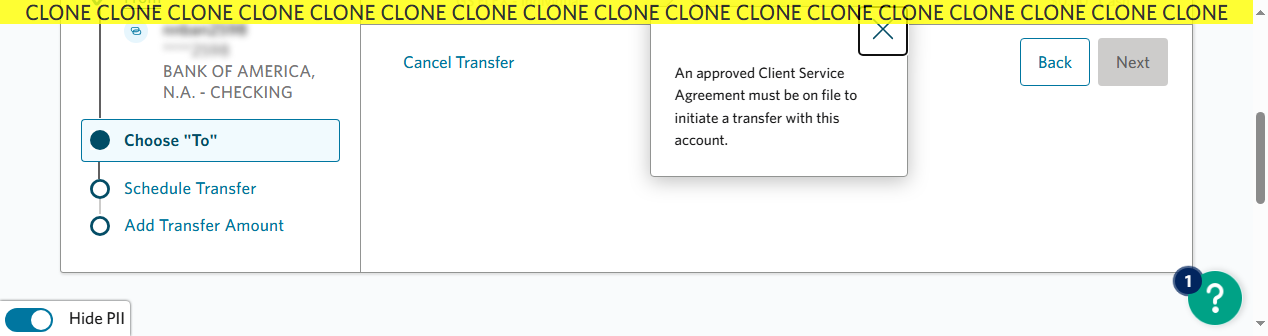 CLONE CLONE CLONE CLONE CLONE CLONE CLONE CLONE CLONE CLONE CLONE CLONE CLONE CLONE CLONE CLONE CLONE
BANK OF AMERICA,
N.A. - CHECKING
Choose "To"
Schedule Transfer
Add Transfer Amount
Cancel Transfer
An approved Client Service
Agreement must be on file to
initiate a transfer with this
account.
Back
Next
1
?
Hide PII